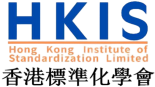 HKIS
Hong Kong Institute of
Standardization Limited
香港標準化學會